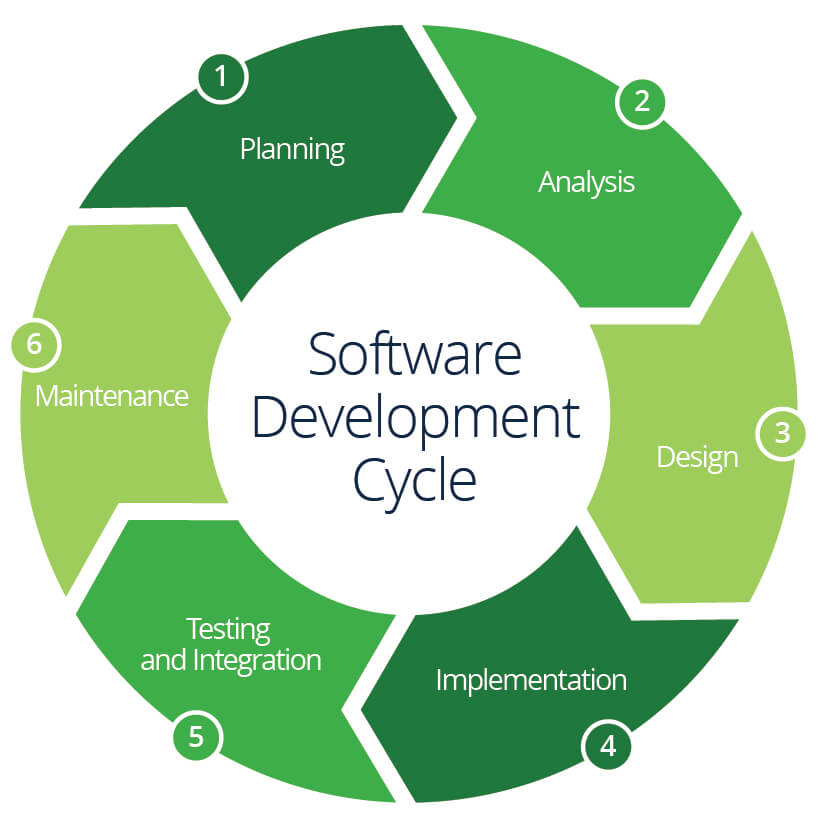 1
Planning
2
Analysis
3
Design
4
Implementation
5
Testing
and Integration
6
Maintenance
Software
Development
Cycle